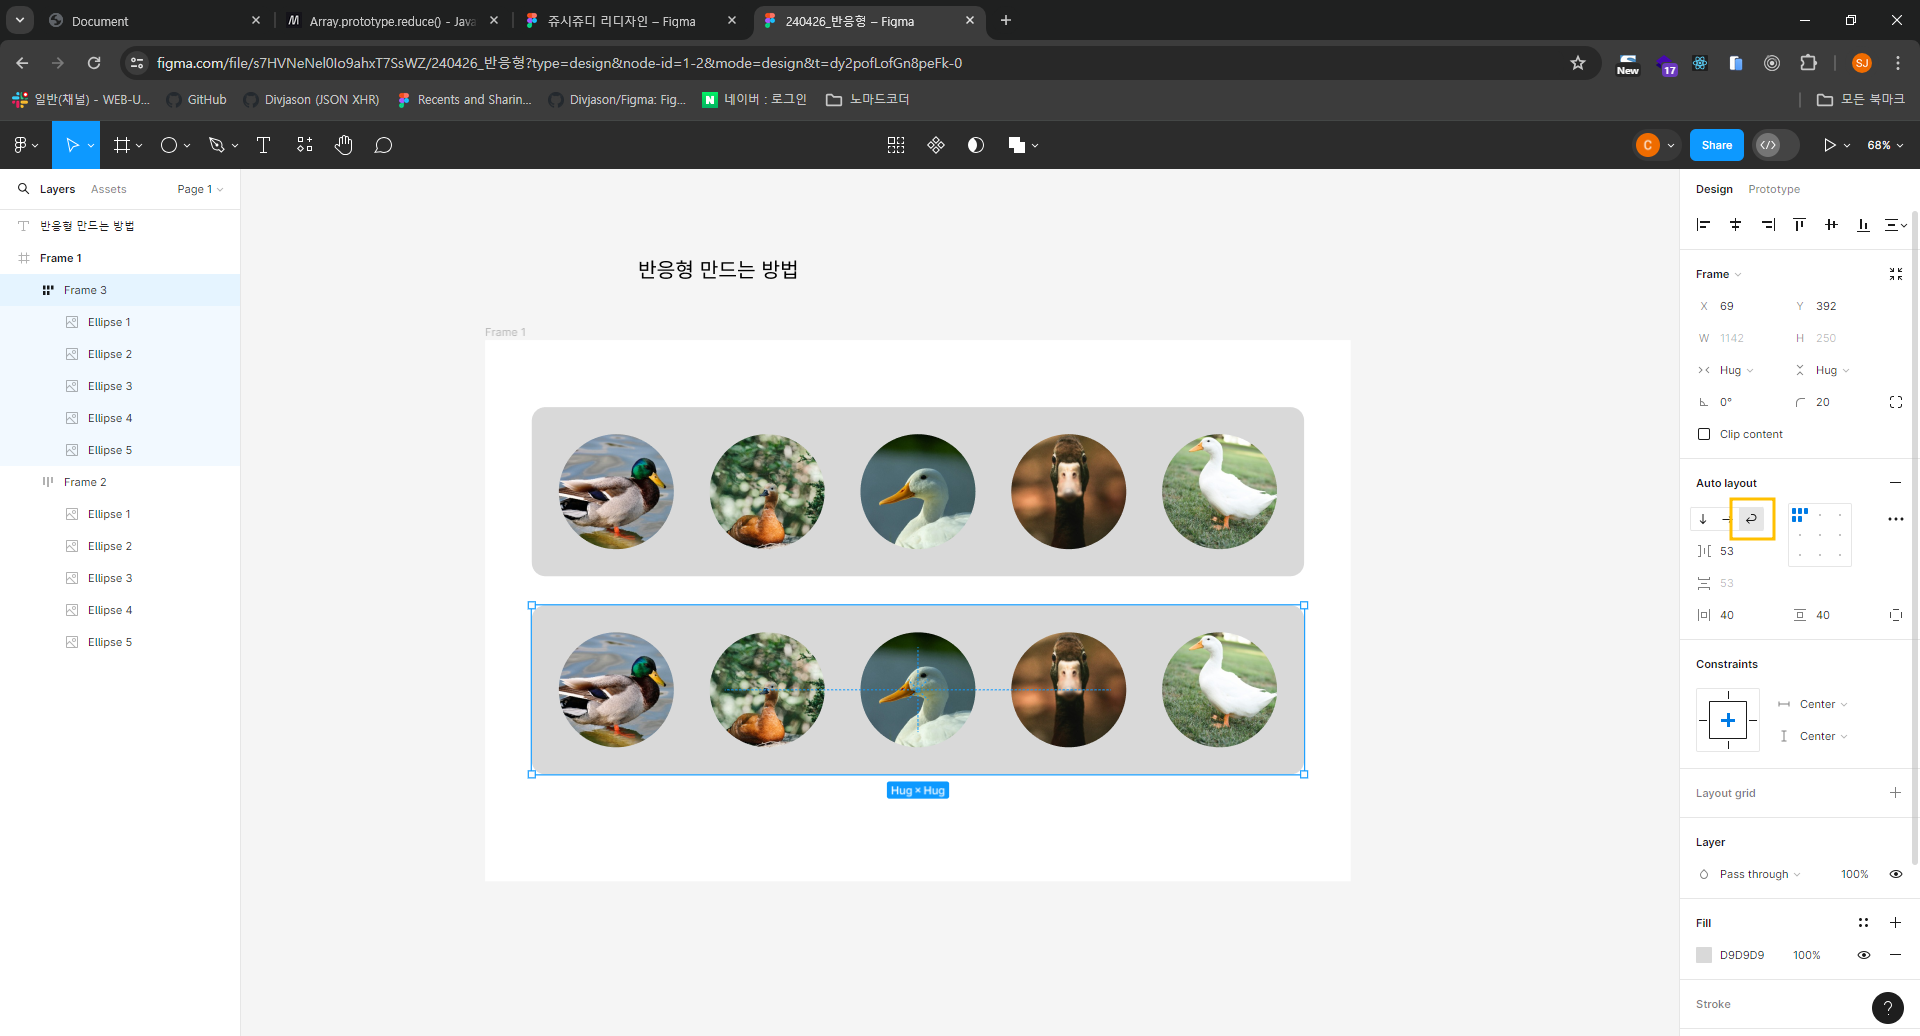 Document
Array.prototype.reduce() - Java
쥬시쥬디 리디자인 – Figma
240426_반응형 – Figma
figma.com/file/s7HVNeNel0Io9ahxT7SsWZ/240426_반응형?type=design&node-id=1-2&mode=design&t=dy2pofLofGn8peFk-0
New
17
SJ
일반(채널) - WEB-U...
GitHub
Divjason (JSON XHR)
Recents and Sharin...
Divjason/Figma: Fig...
N
네이버 : 로그인
노마드코더
모든 북마크
C
Share
68%
Layers
Assets
Page 1
반응형 만드는 방법
Frame 1
Frame 3
Ellipse 1
Ellipse 2
Ellipse 3
Ellipse 4
Ellipse 5
Frame 2
Ellipse 1
Ellipse 2
Ellipse 3
Ellipse 4
Ellipse 5
반응형 만드는 방법
Frame 1
Hug × Hug
Design
Prototype
Frame
X 69
Y 392
W 1142
H 250
Hug
Hug
0°
20
Clip content
Auto layout
53
53
40
40
Constraints
Center
Center
Layout grid
Layer
Pass through
100%
Fill
D9D9D9
100%
Stroke
?